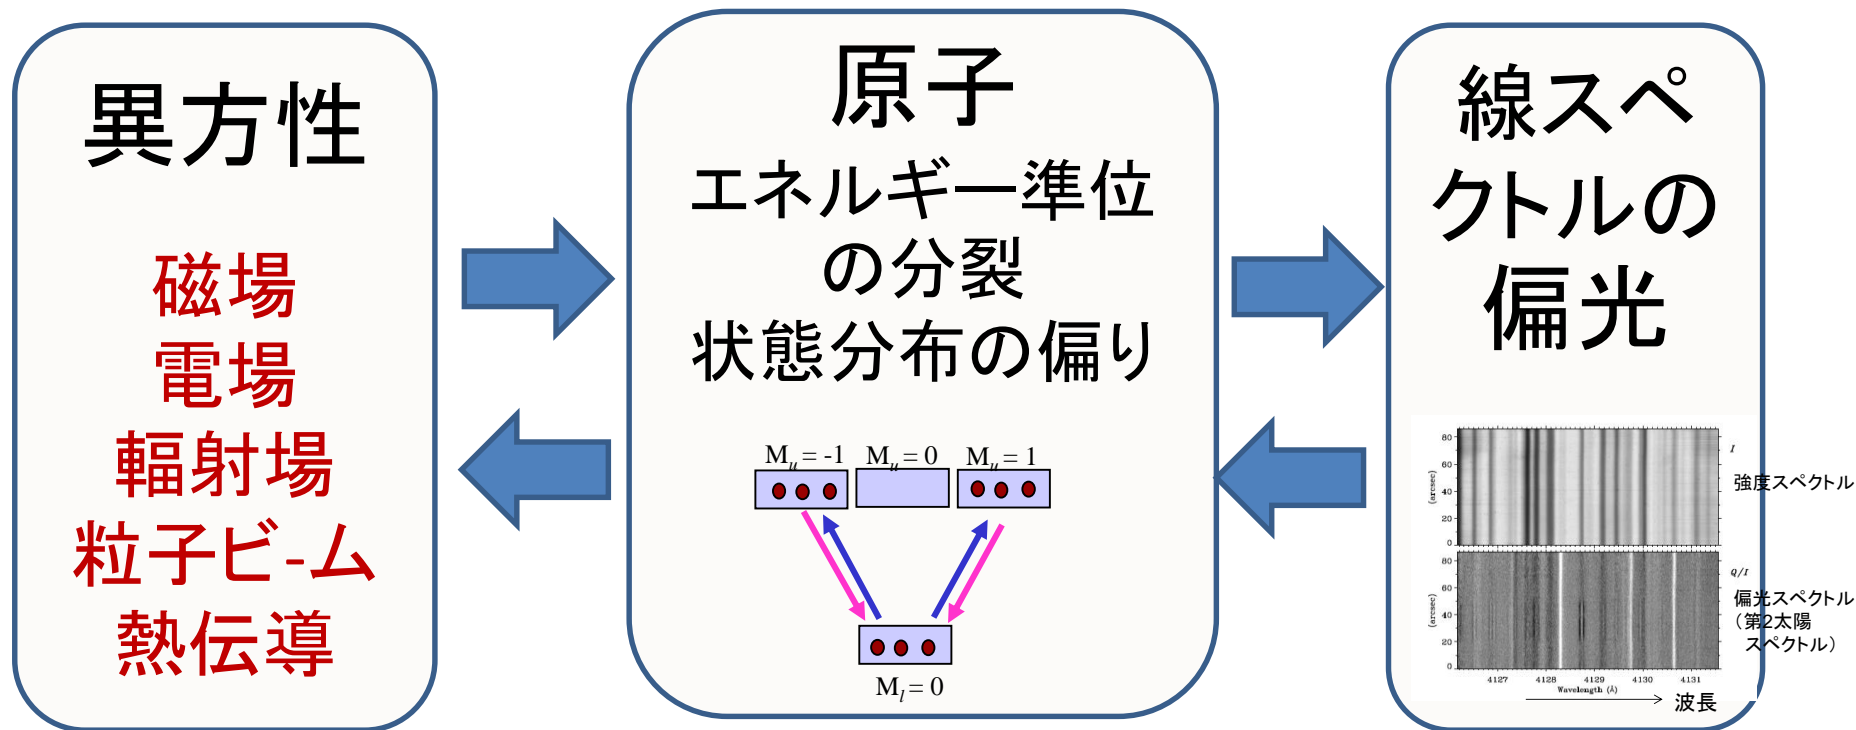 異方性
磁場
電場
輻射場
粒子ビ-ム
熱伝導
原子
エネルギー準位
の分裂
状態分布の偏り
Mu = -1 Mu = 0 Mu = 1
Ml = 0
線スペ
クトルの
偏光
80
60
40
20
0
(arcsec)
I
強度スペクトル
80
60
40
20
0
(arcsec)
Q/I
偏光スペクトル
（第2太陽
スペクトル）
4127 4128 4129 4130 4131
Wavelength (Å)
波長